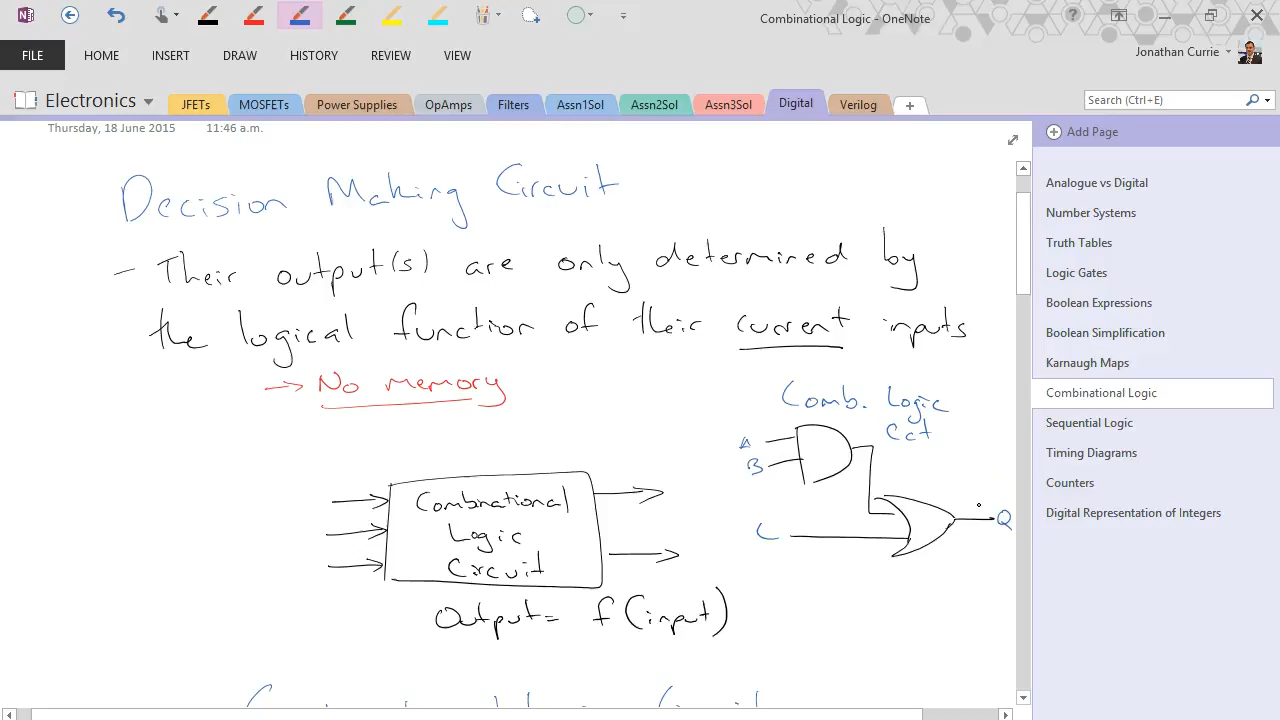 Combinational Logic - OneNote
?
FILE HOME INSERT DRAW HISTORY REVIEW VIEW
Jonathan Currie
Electronics
JFETs MOSFETs Power Supplies OpAmps Filters Assn1Sol Assn2Sol Assn3Sol Digital Verilog +
Search (Ctrl+E)
Thursday, 18 June 2015 11:46 a.m.
Decision Making Circuit
- Their output(s) are only determined by
the logical function of their current inputs
→ No memory
Comb. Logic
Cct
A
B
C
Q
Combinational
Logic
Circuit
Output = f(input)
Add Page
Analogue vs Digital
Number Systems
Truth Tables
Logic Gates
Boolean Expressions
Boolean Simplification
Karnaugh Maps
Combinational Logic
Sequential Logic
Timing Diagrams
Counters
Digital Representation of Integers